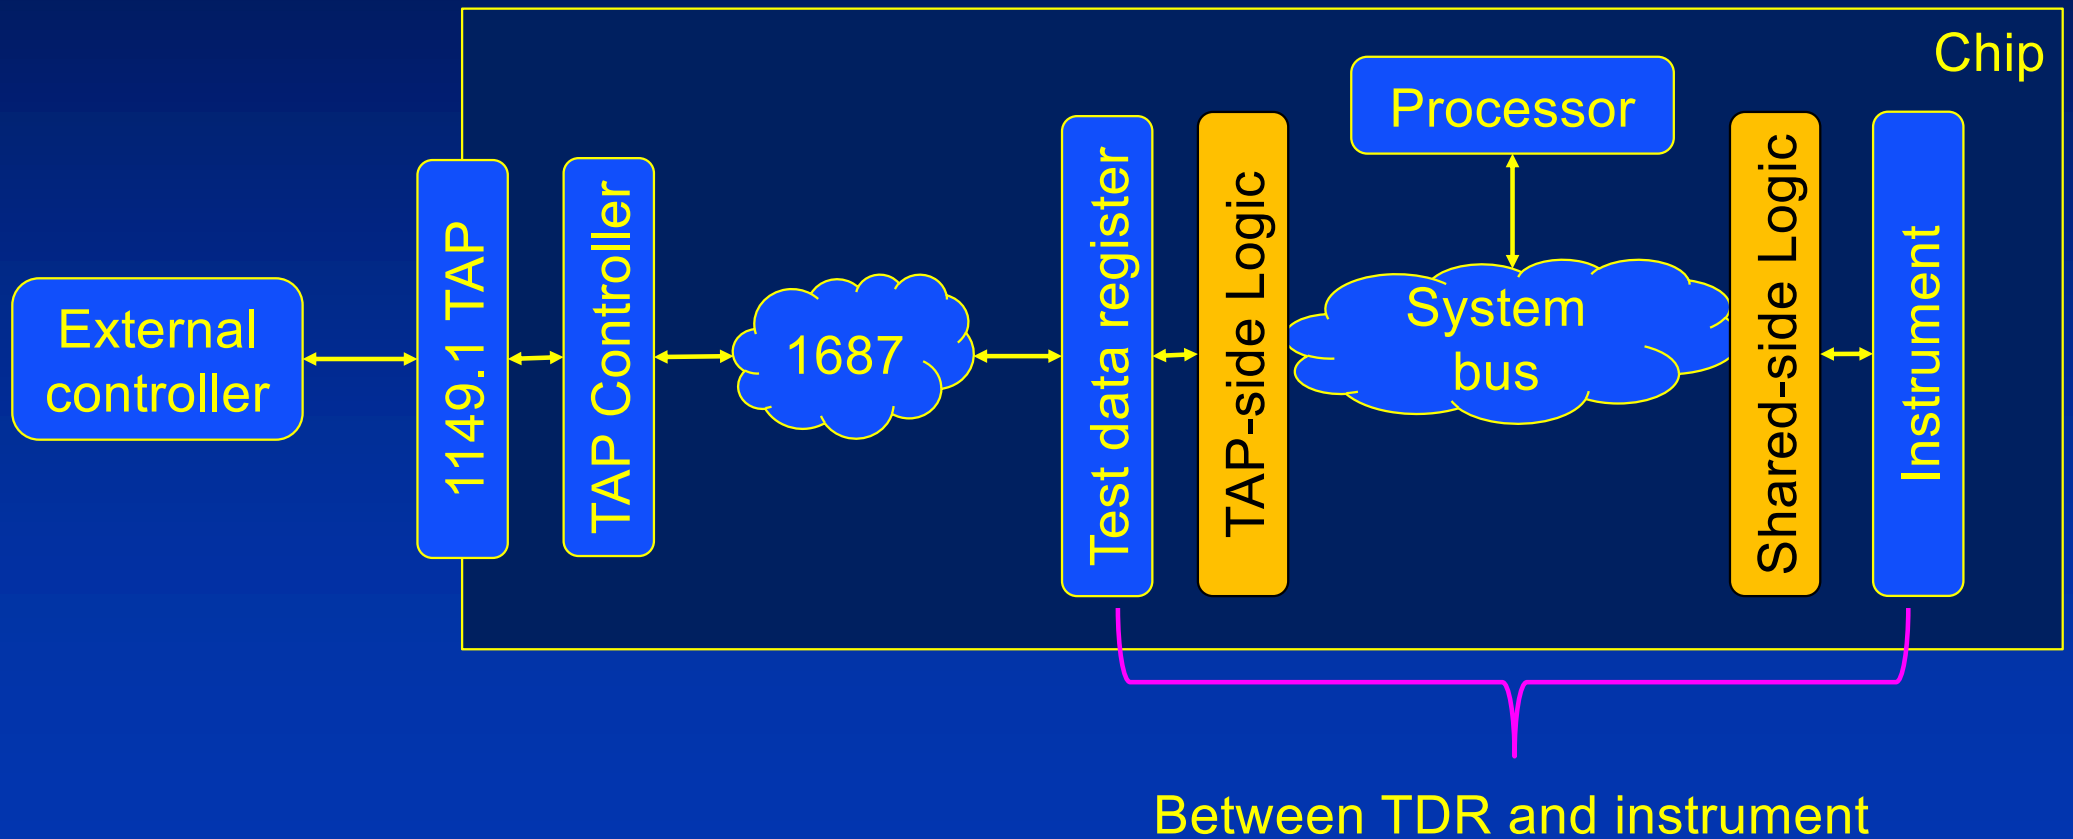 Chip
Processor
External
controller
1149.1 TAP
TAP Controller
1687
Test data register
TAP-side Logic
System
bus
Shared-side Logic
Instrument
Between TDR and instrument